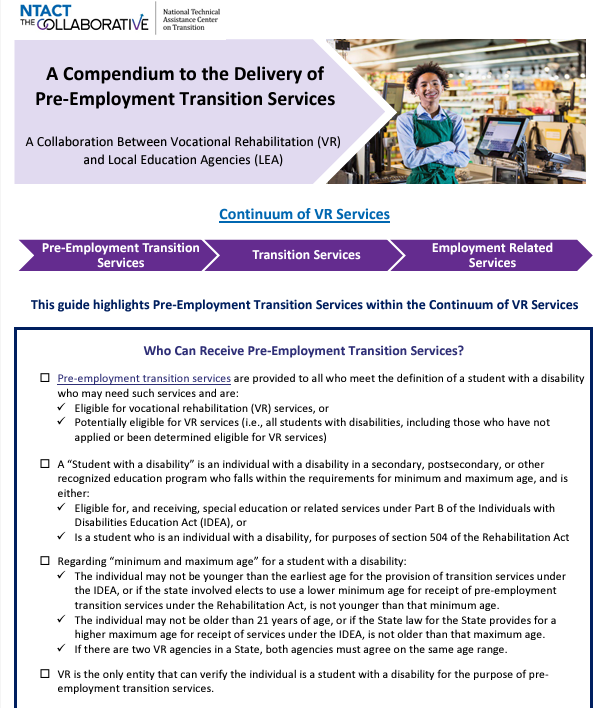 NTACT
THE COLLABORATIVE
National Technical
Assistance Center
on Transition
A Compendium to the Delivery of
Pre-Employment Transition Services
A Collaboration Between Vocational Rehabilitation (VR)
and Local Education Agencies (LEA)
Continuum of VR Services
Pre-Employment Transition
Services
Transition Services
Employment Related
Services
This guide highlights Pre-Employment Transition Services within the Continuum of VR Services
Who Can Receive Pre-Employment Transition Services?
☐ Pre-employment transition services are provided to all who meet the definition of a student with a disability
who may need such services and are:
✓ Eligible for vocational rehabilitation (VR) services, or
✓ Potentially eligible for VR services (i.e., all students with disabilities, including those who have not
applied or been determined eligible for VR services)
☐ A “Student with a disability” is an individual with a disability in a secondary, postsecondary, or other
recognized education program who falls within the requirements for minimum and maximum age, and is
either:
✓ Eligible for, and receiving, special education or related services under Part B of the Individuals with
Disabilities Education Act (IDEA), or
✓ Is a student who is an individual with a disability, for purposes of section 504 of the Rehabilitation Act
☐ Regarding “minimum and maximum age” for a student with a disability:
✓ The individual may not be younger than the earliest age for the provision of transition services under
the IDEA, or if the state involved elects to use a lower minimum age for receipt of pre-employment
transition services under the Rehabilitation Act, is not younger than that minimum age.
✓ The individual may not be older than 21 years of age, or if the State law for the State provides for a
higher maximum age for receipt of services under the IDEA, is not older than that maximum age.
✓ If there are two VR agencies in a State, both agencies must agree on the same age range.
☐ VR is the only entity that can verify the individual is a student with a disability for the purpose of pre-
employment transition services.